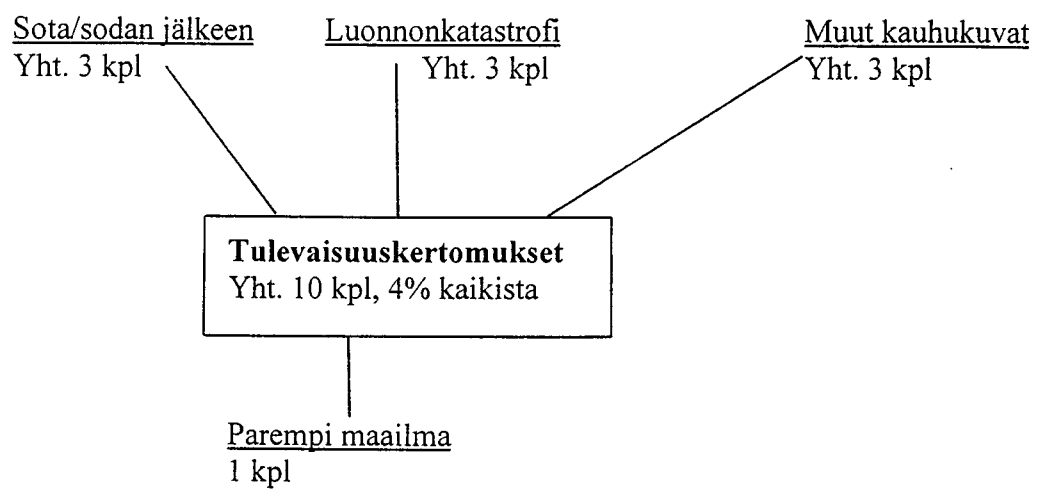 Sota/sodan jälkeen
Yht. 3 kpl
Luonnonkatastrofi
Yht. 3 kpl
Muut kauhukuvat
Yht. 3 kpl
Tulevaisuuskertomukset
Yht. 10 kpl, 4% kaikista
Parempi maailma
1 kpl